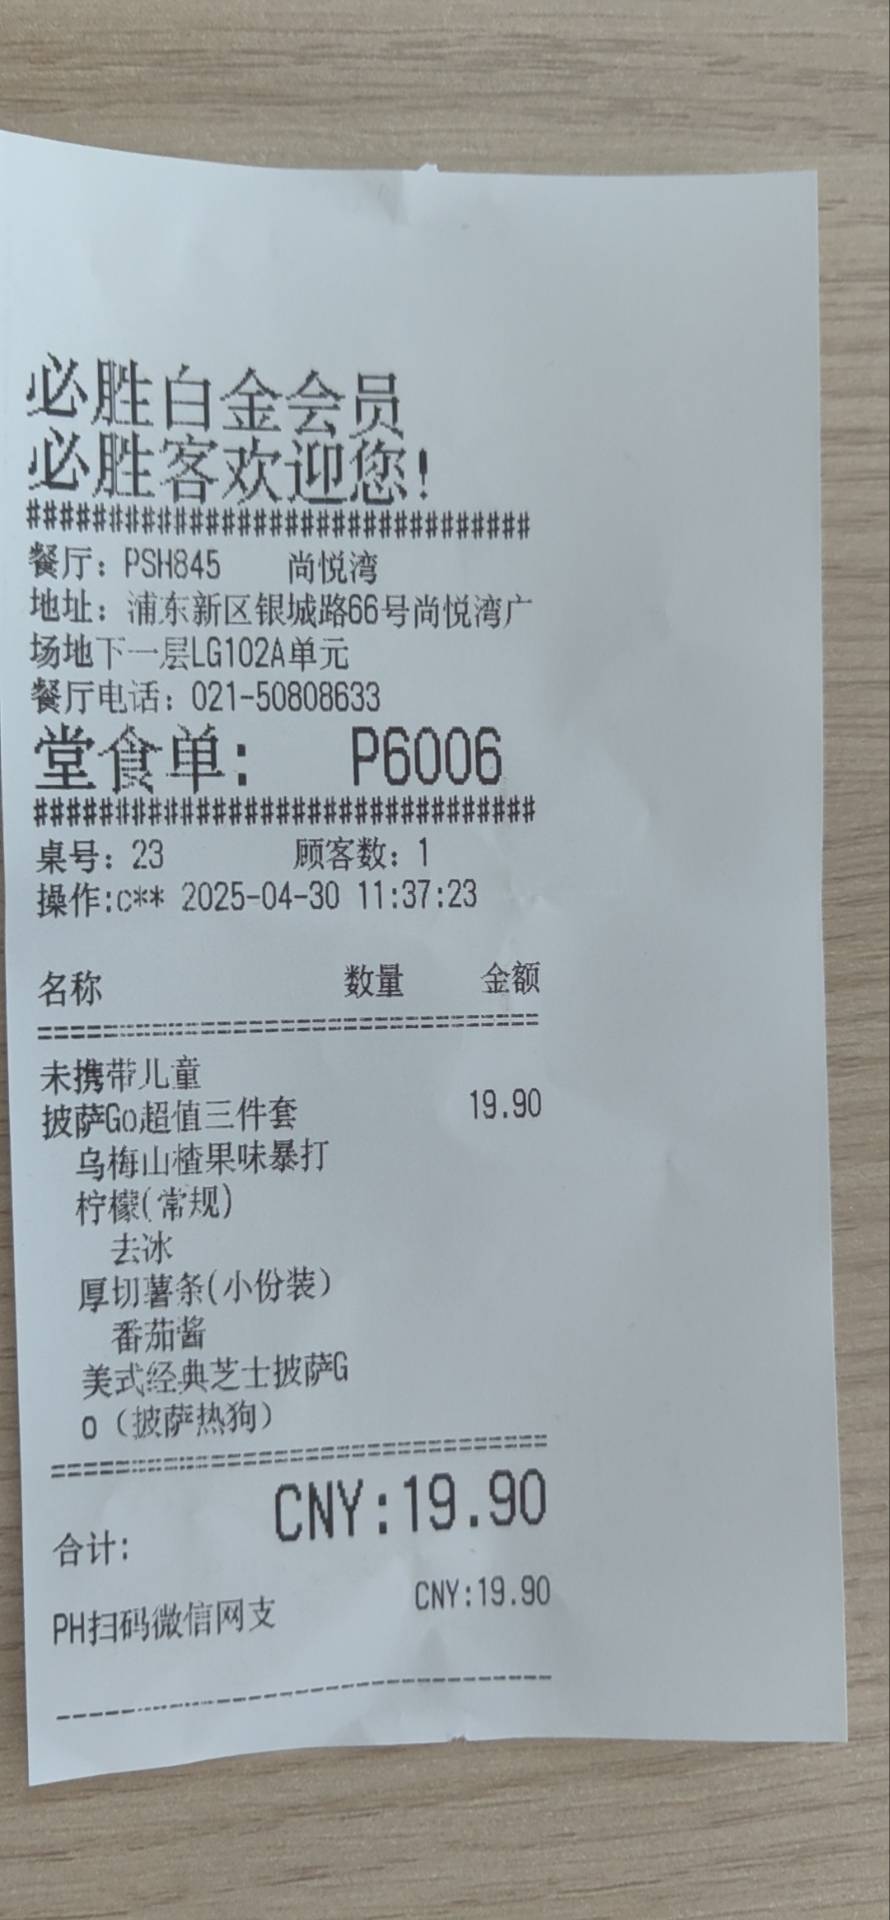 必胜白金会员
必胜客欢迎您!
################################
餐厅: PSH845 尚悦湾
地址: 浦东新区银城路66号尚悦湾广
场地下一层LG102A单元
餐厅电话: 021-50808633
堂食单: P6006
################################
桌号: 23 顾客数: 1
操作:c** 2025-04-30 11:37:23
名称 数量 金额
================================
未携带儿童
披萨Go超值三件套 19.90
乌梅山楂果味暴打
柠檬(常规)
去冰
厚切薯条(小份装)
番茄酱
美式经典芝士披萨G
O（披萨热狗）
================================
合计: CNY:19.90
PH扫码微信网支 CNY:19.90
--------------------------------